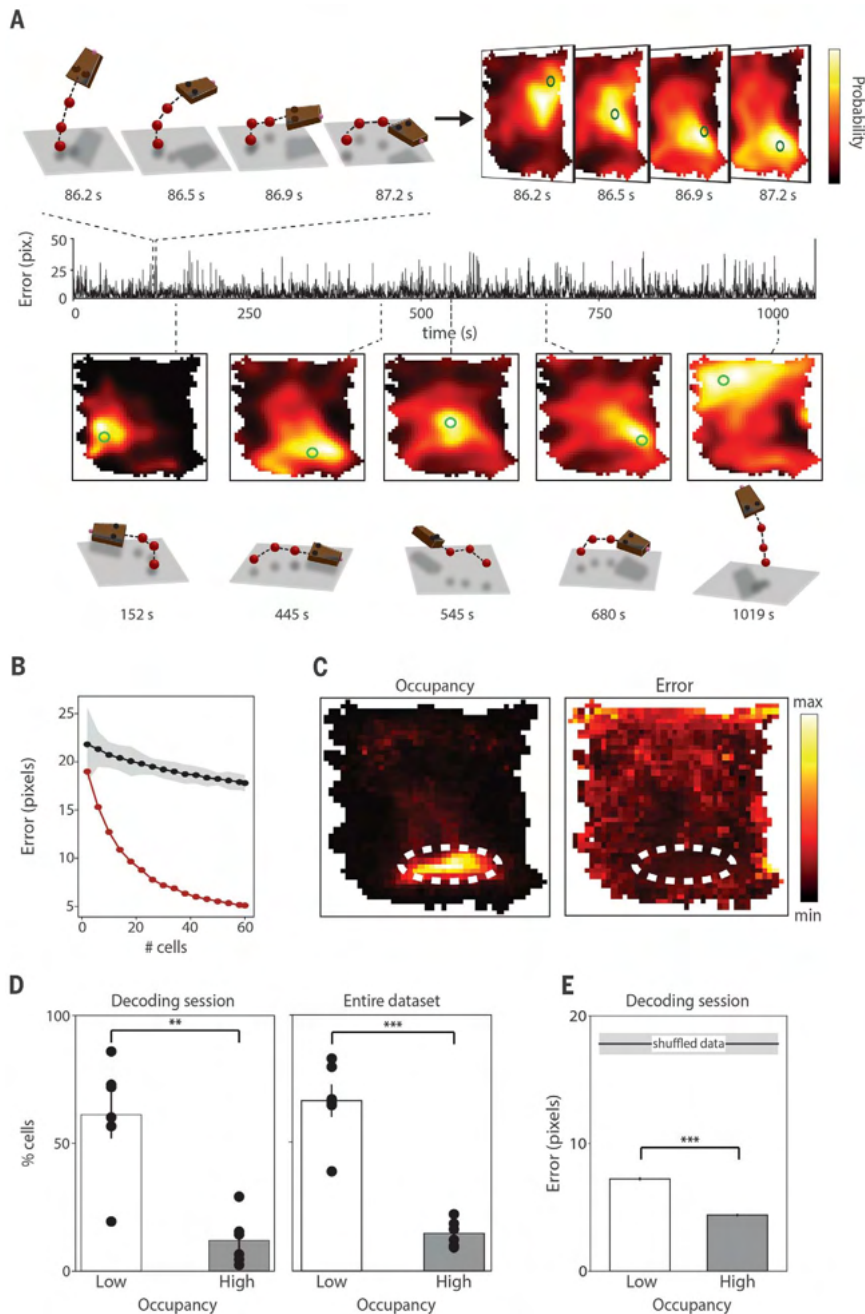 A
Probability
86.2 s 86.5 s 86.9 s 87.2 s
86.2 s 86.5 s 86.9 s 87.2 s
Error (pix.)
50
25
0
0 250 500 750 1000
time (s)
152 s 445 s 545 s 680 s 1019 s
B
Error (pixels)
25
20
15
10
5
0 20 40 60
# cells
C
Occupancy
Error
max
min
D
Decoding session
Entire dataset
% cells
100
50
0
**
***
Low High
Low High
Occupancy
Occupancy
E
Decoding session
Error (pixels)
20
10
0
shuffled data
***
Low High
Occupancy